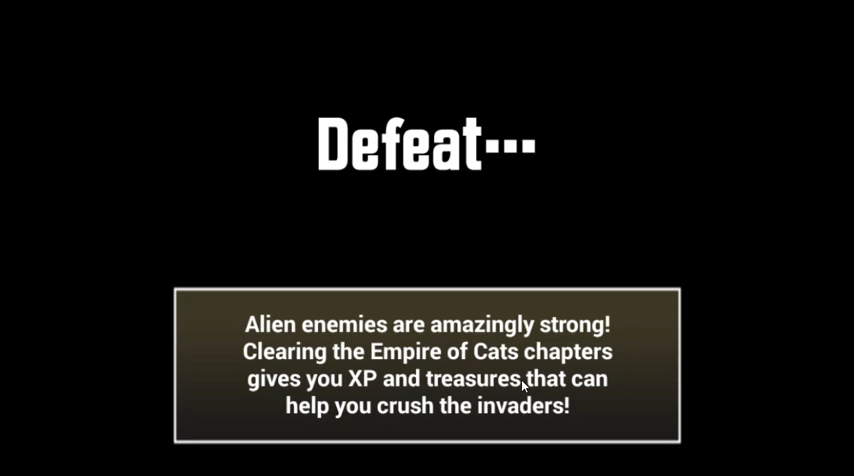 Defeat···
Alien enemies are amazingly strong!
Clearing the Empire of Cats chapters
gives you XP and treasures that can
help you crush the invaders!